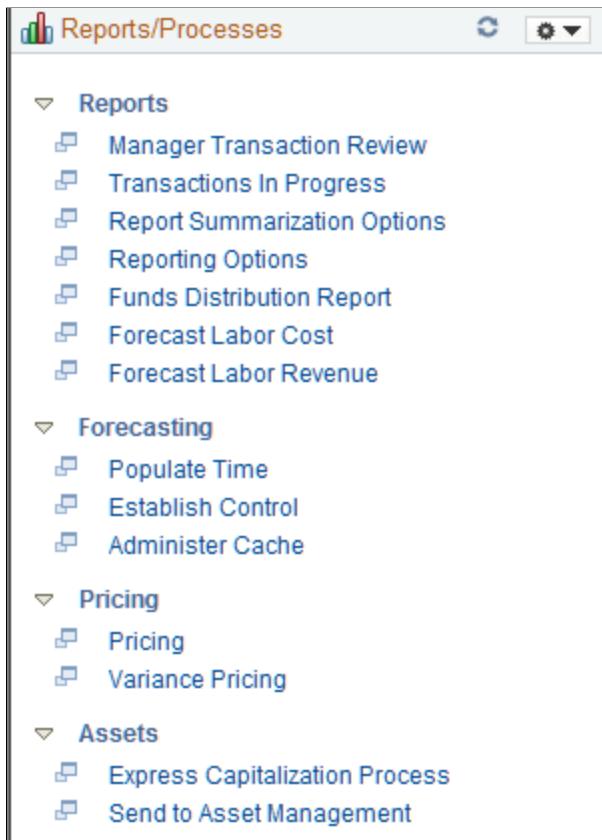 Reports/Processes
Reports
Manager Transaction Review
Transactions In Progress
Report Summarization Options
Reporting Options
Funds Distribution Report
Forecast Labor Cost
Forecast Labor Revenue
Forecasting
Populate Time
Establish Control
Administer Cache
Pricing
Pricing
Variance Pricing
Assets
Express Capitalization Process
Send to Asset Management